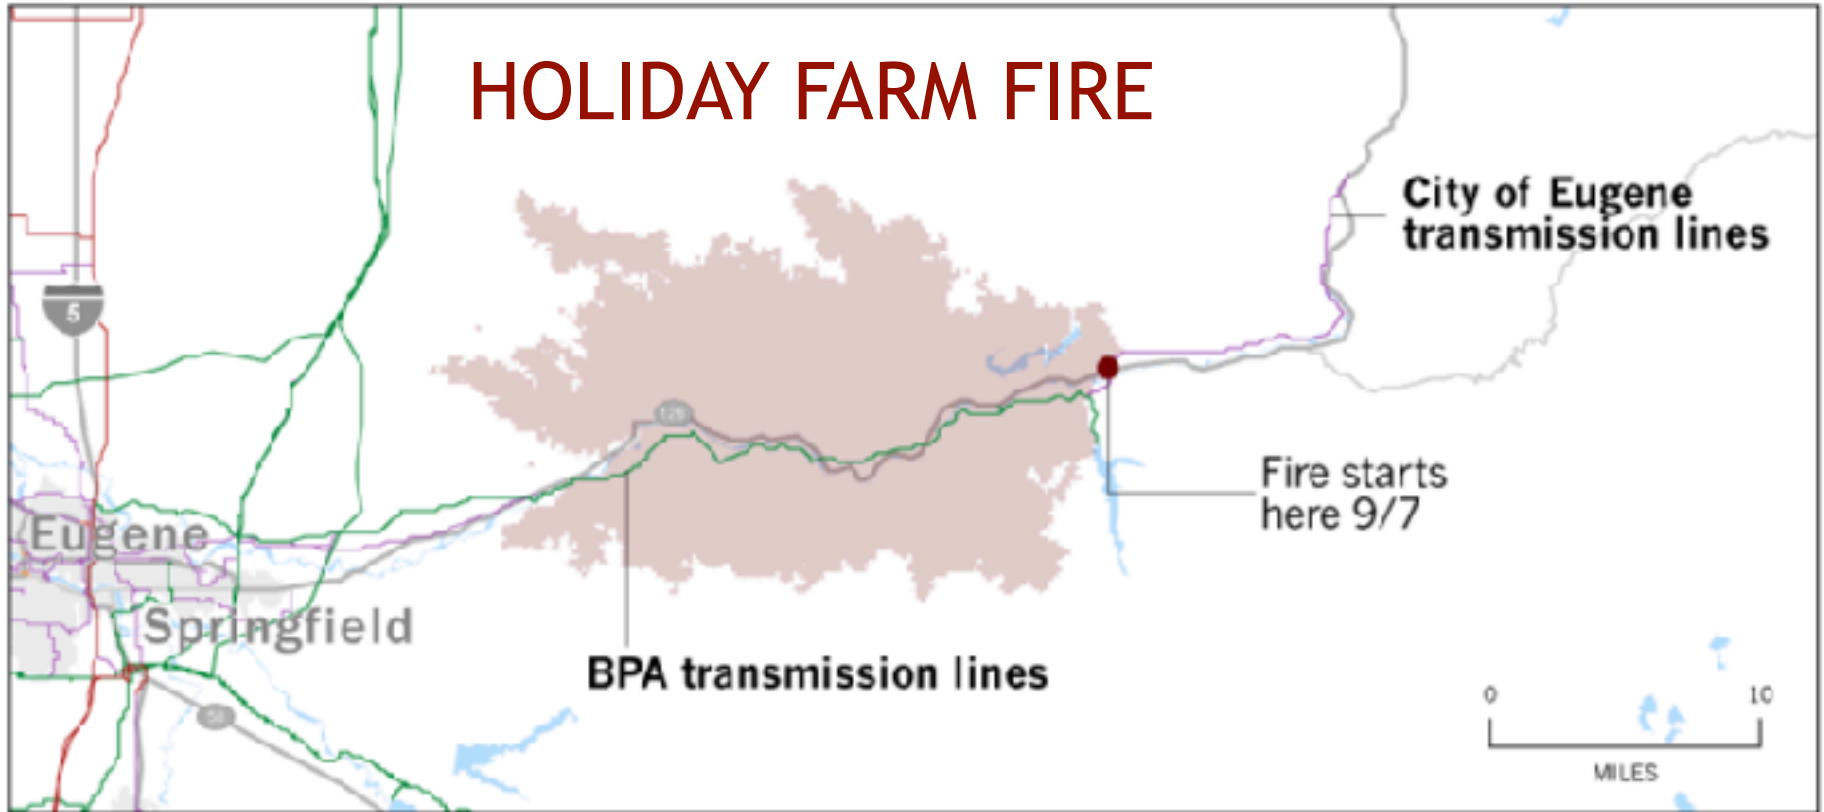 HOLIDAY FARM FIRE
City of Eugene
transmission lines
5
126
Fire starts
here 9/7
Eugene
Springfield
BPA transmission lines
58
0 10
MILES